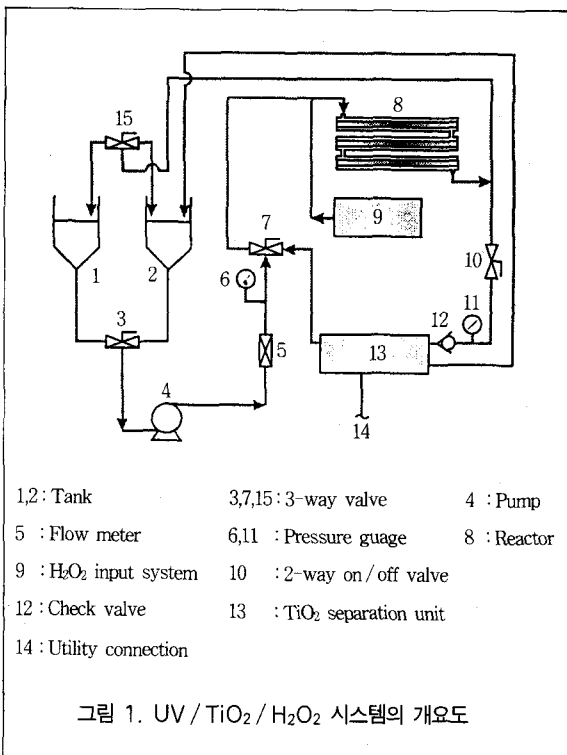 15
8
7
9
6
10
1
2
11
3
12
5
13
4
14
1,2 : Tank 3,7,15 : 3-way valve 4 : Pump
5 : Flow meter 6,11 : Pressure guage 8 : Reactor
9 : H₂O₂ input system 10 : 2-way on / off valve
12 : Check valve 13 : TiO₂ separation unit
14 : Utility connection
그림 1. UV / TiO₂ / H₂O₂ 시스템의 개요도